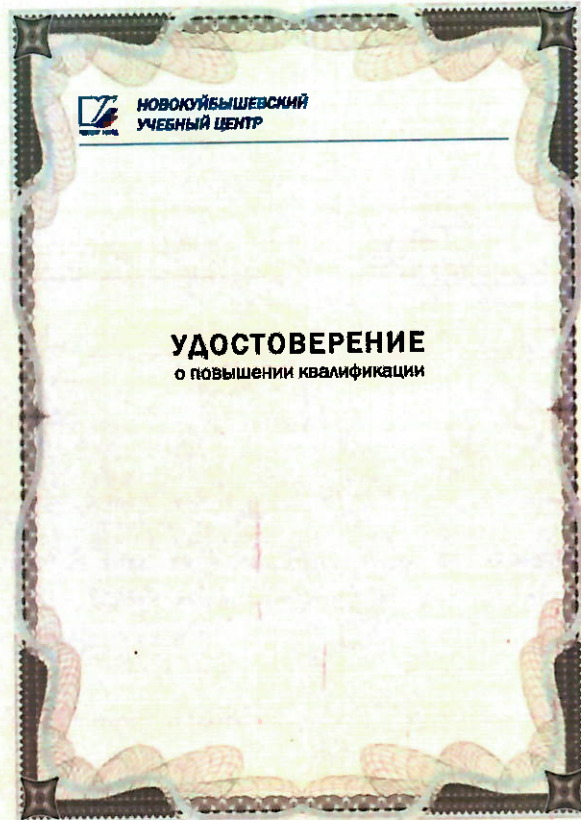 НОВОКУЙБЫШЕВСКИЙ
УЧЕБНЫЙ ЦЕНТР
УДОСТОВЕРЕНИЕ
о повышении квалификации